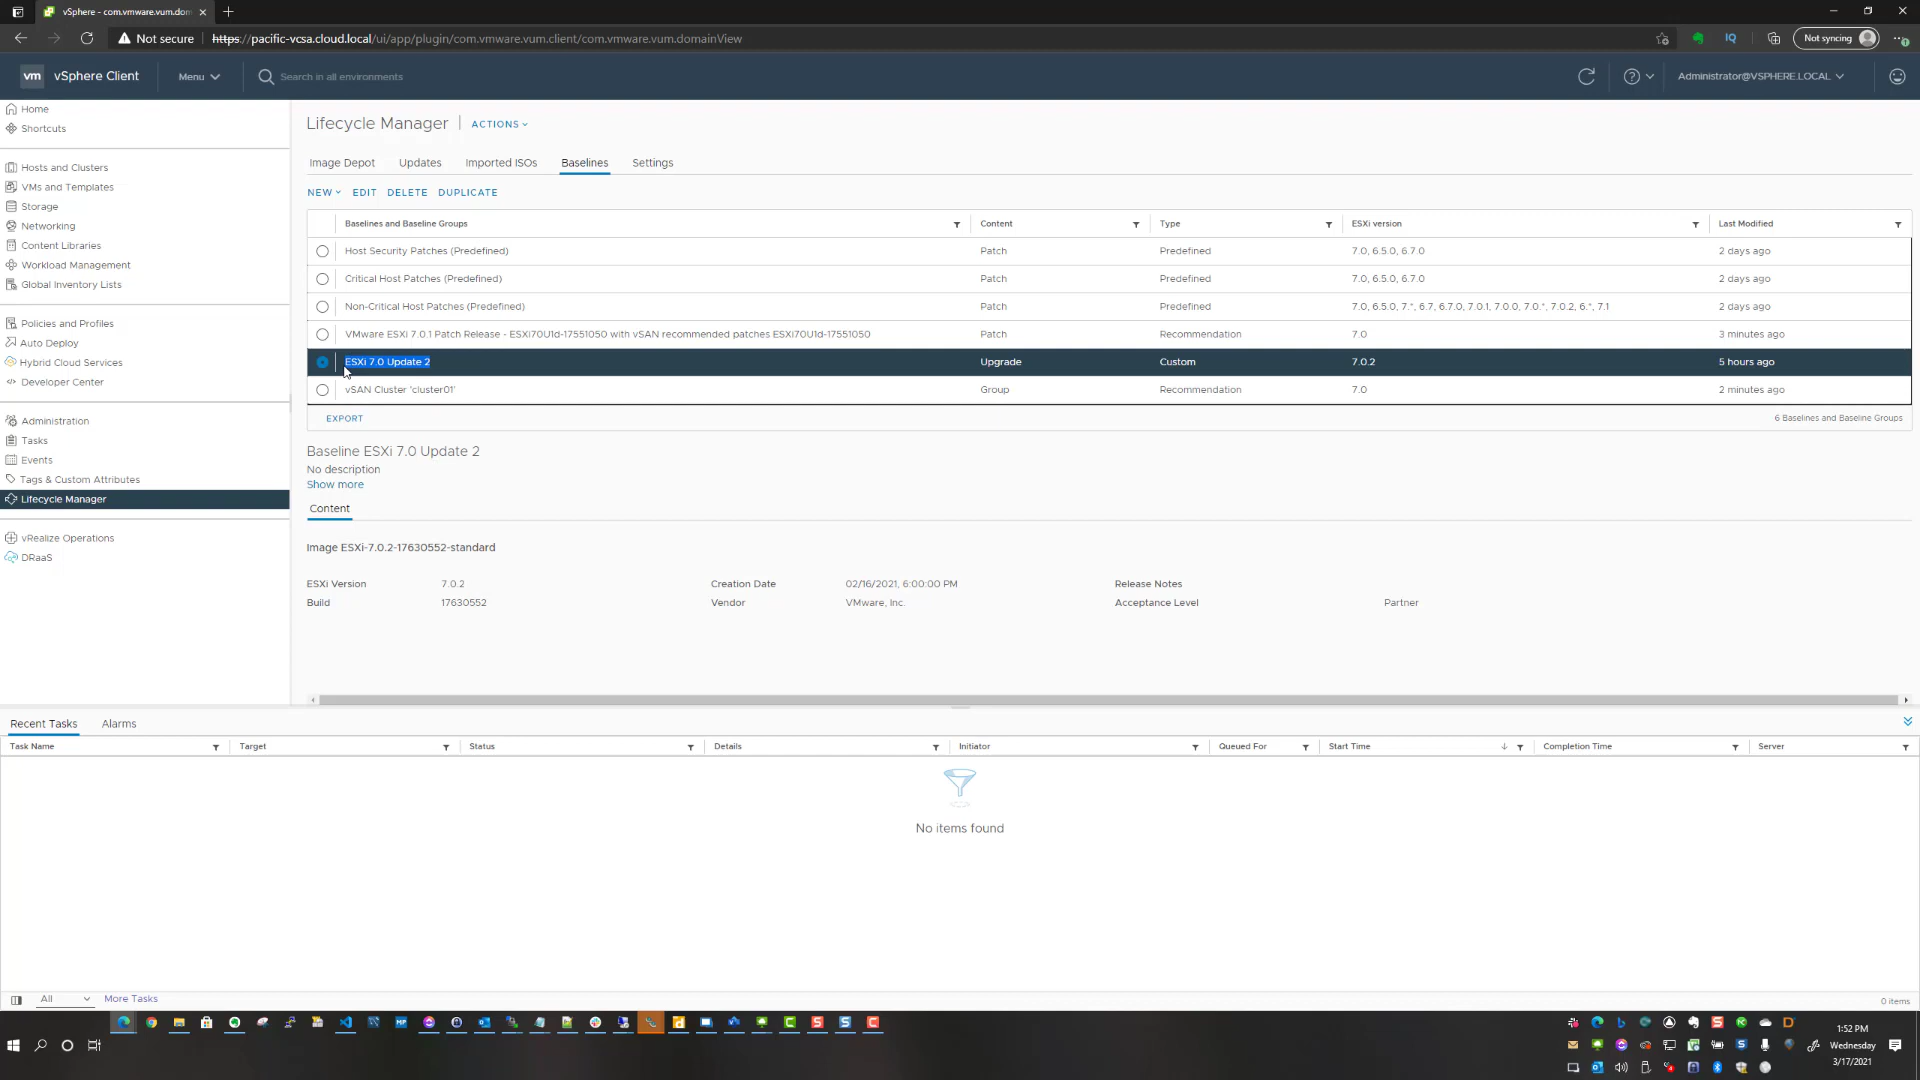 vSphere - com.vmware.vum.dom
Not secure https://pacific-vcsa.cloud.local/ui/app/plugin/com.vmware.vum.client/com.vmware.vum.domainView
IQ
Not syncing
vm vSphere Client Menu Search in all environments Administrator@VSPHERE.LOCAL
Home
Shortcuts
Hosts and Clusters
VMs and Templates
Storage
Networking
Content Libraries
Workload Management
Global Inventory Lists
Policies and Profiles
Auto Deploy
Hybrid Cloud Services
Developer Center
Administration
Tasks
Events
Tags & Custom Attributes
Lifecycle Manager
vRealize Operations
DRaaS
Lifecycle Manager ACTIONS
Image Depot Updates Imported ISOs Baselines Settings
NEW EDIT DELETE DUPLICATE
Baselines and Baseline Groups Content Type ESXi version Last Modified
Host Security Patches (Predefined) Patch Predefined 7.0, 6.5.0, 6.7.0 2 days ago
Critical Host Patches (Predefined) Patch Predefined 7.0, 6.5.0, 6.7.0 2 days ago
Non-Critical Host Patches (Predefined) Patch Predefined 7.0, 6.5.0, 7.*, 6.7, 6.7.0, 7.0.1, 7.0.0, 7.0.*, 7.0.2, 6.*, 7.1 2 days ago
VMware ESXi 7.0.1 Patch Release - ESXi70U1d-17551050 with vSAN recommended patches ESXi70U1d-17551050 Patch Recommendation 7.0 3 minutes ago
ESXi 7.0 Update 2 Upgrade Custom 7.0.2 5 hours ago
vSAN Cluster 'cluster01' Group Recommendation 7.0 2 minutes ago
EXPORT 6 Baselines and Baseline Groups
Baseline ESXi 7.0 Update 2
No description
Show more
Content
Image ESXi-7.0.2-17630552-standard
ESXi Version 7.0.2 Creation Date 02/16/2021, 6:00:00 PM Release Notes
Build 17630552 Vendor VMware, Inc. Acceptance Level Partner
Recent Tasks Alarms
Task Name Target Status Details Initiator Queued For Start Time Completion Time Server
No items found
All More Tasks 0 items
1:52 PM
Wednesday
3/17/2021